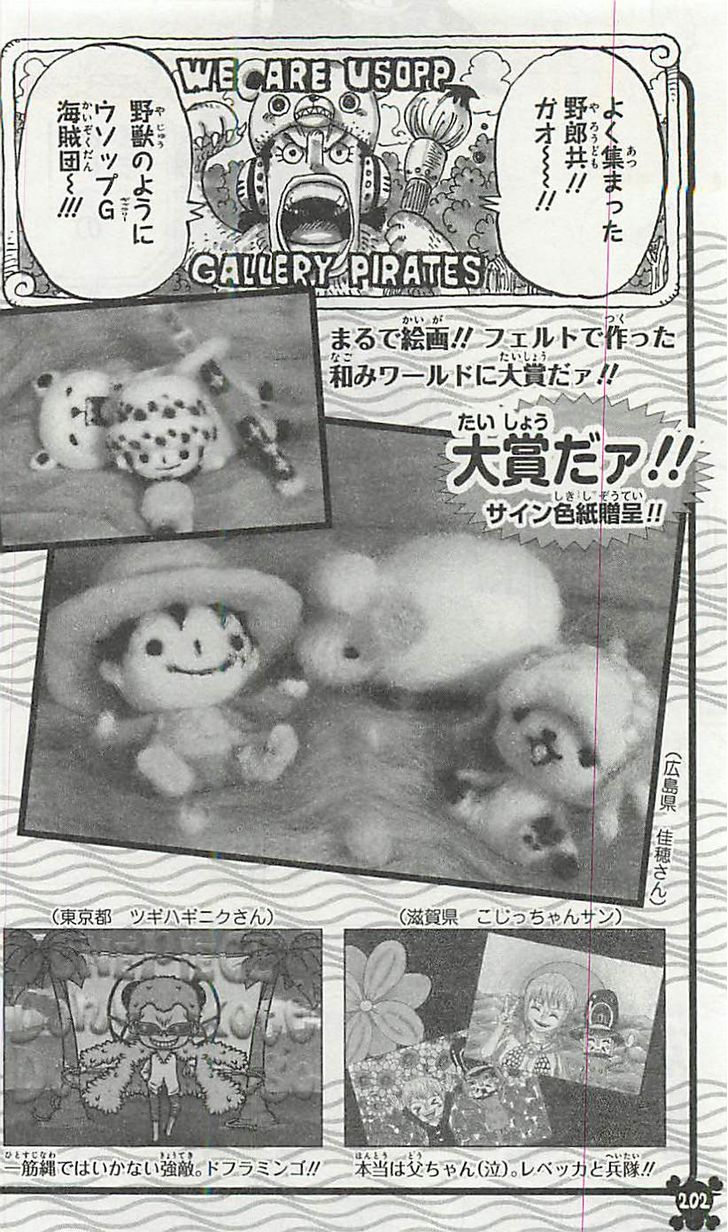 WE ARE USOPP
GALLERY PIRATES
よく集まった
野郎共!!
ガオ〜〜〜!!
野獣のように
ウソップG
海賊団〜!!!
まるで絵画!! フェルトで作った
和みワールドに大賞だァ!!
大賞だァ!!
サイン色紙贈呈!!
(広島県 佳穂さん)
(東京都 ツギハギニクさん)
(滋賀県 こじっちゃんサン)
一筋縄ではいかない強敵。ドフラミンゴ!!
本当は父ちゃん(泣)。レベッカと兵隊!!
202